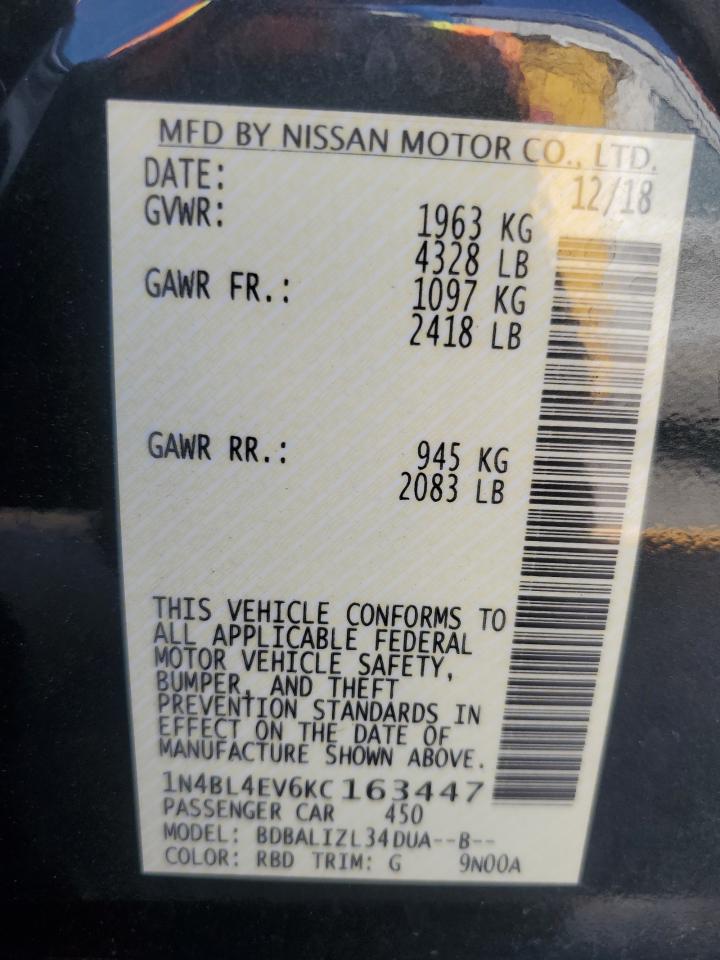 MFD BY NISSAN MOTOR CO., LTD.
DATE: 12/18
GVWR: 1963 KG
4328 LB
GAWR FR.: 1097 KG
2418 LB
GAWR RR.: 945 KG
2083 LB
THIS VEHICLE CONFORMS TO
ALL APPLICABLE FEDERAL
MOTOR VEHICLE SAFETY,
BUMPER, AND THEFT
PREVENTION STANDARDS IN
EFFECT ON THE DATE OF
MANUFACTURE SHOWN ABOVE.
1N4BL4EV6KC163447
PASSENGER CAR 450
MODEL: BDBALIZL34DUA--B--
COLOR: RBD TRIM: G 9N00A